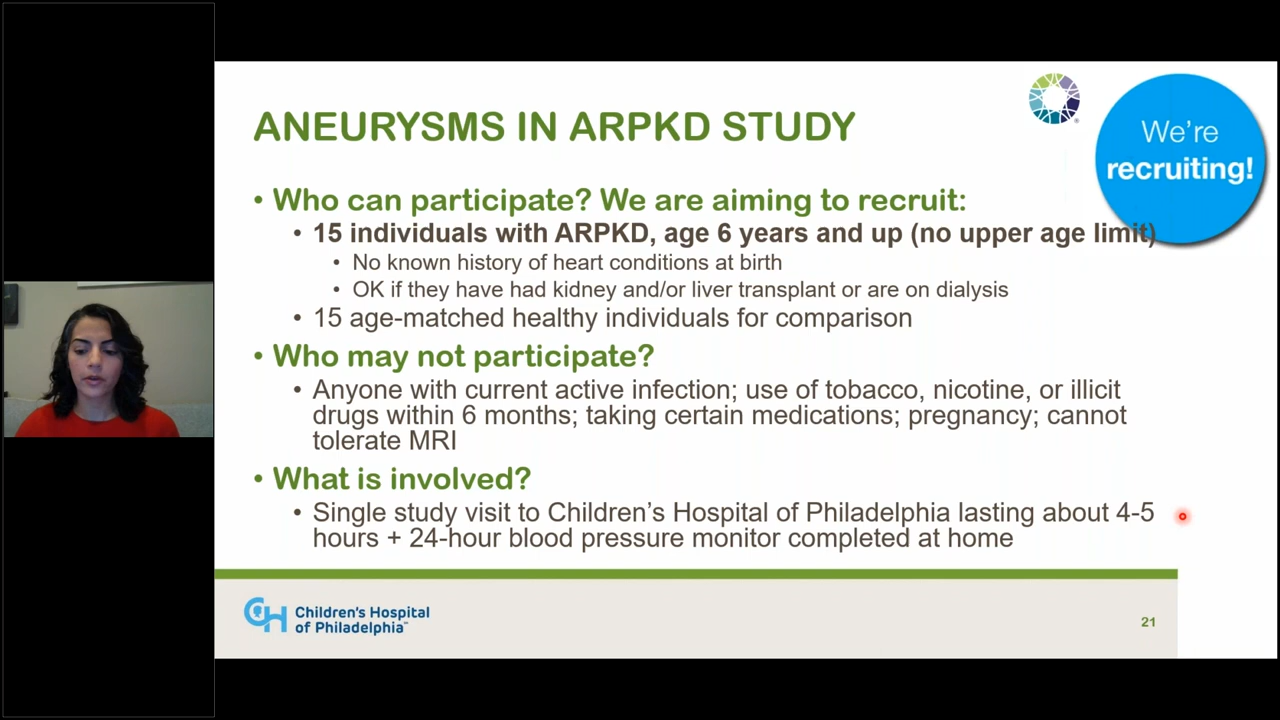 ANEURYSMS IN ARPKD STUDY
We're
recruiting!
• Who can participate? We are aiming to recruit:
• 15 individuals with ARPKD, age 6 years and up (no upper age limit)
• No known history of heart conditions at birth
• OK if they have had kidney and/or liver transplant or are on dialysis
• 15 age-matched healthy individuals for comparison
• Who may not participate?
• Anyone with current active infection; use of tobacco, nicotine, or illicit
drugs within 6 months; taking certain medications; pregnancy; cannot
tolerate MRI
• What is involved?
• Single study visit to Children’s Hospital of Philadelphia lasting about 4-5
hours + 24-hour blood pressure monitor completed at home
CH Children's Hospital
of Philadelphia
21